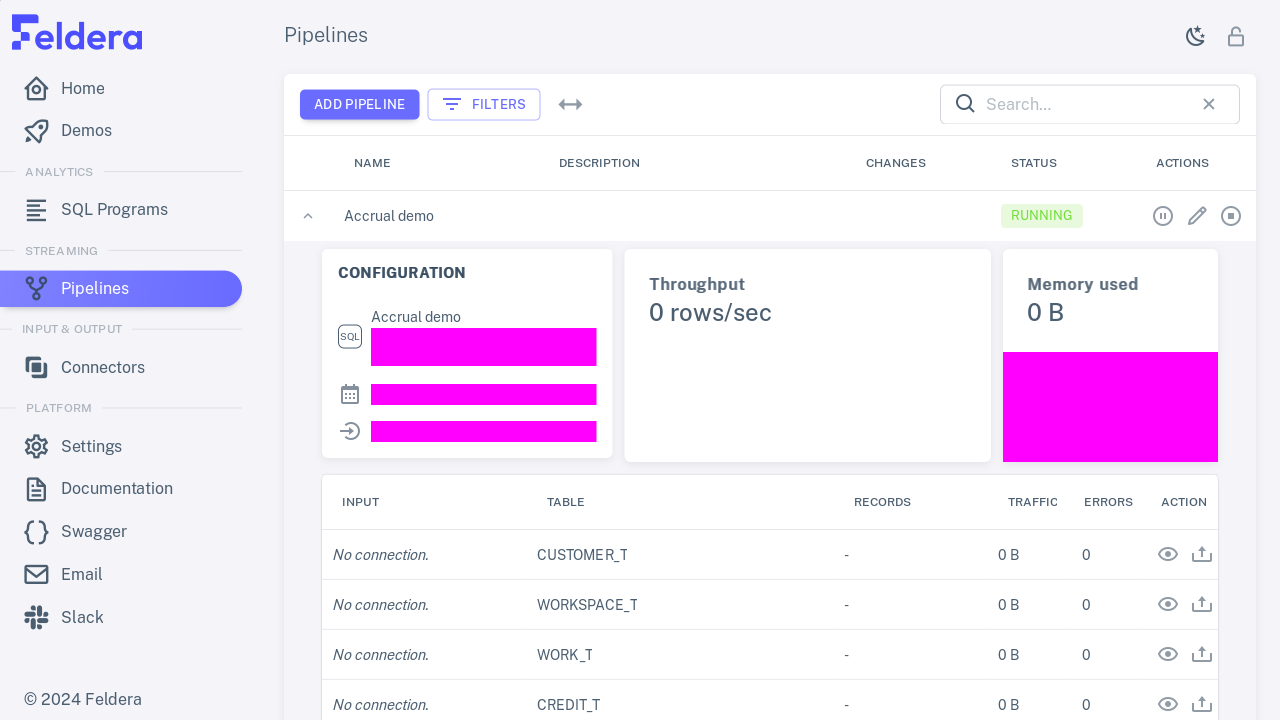 Feldera
Pipelines
Home
Demos
ANALYTICS
SQL Programs
STREAMING
Pipelines
INPUT & OUTPUT
Connectors
PLATFORM
Settings
Documentation
Swagger
Email
Slack
© 2024 Feldera
ADD PIPELINE
FILTERS
Search...
NAME DESCRIPTION CHANGES STATUS ACTIONS
Accrual demo RUNNING
CONFIGURATION
SQL
Accrual demo
Throughput
0 rows/sec
Memory used
0 B
INPUT TABLE RECORDS TRAFFIC ERRORS ACTION
No connection. CUSTOMER_T - 0 B 0
No connection. WORKSPACE_T - 0 B 0
No connection. WORK_T - 0 B 0
No connection. CREDIT_T - 0 B 0